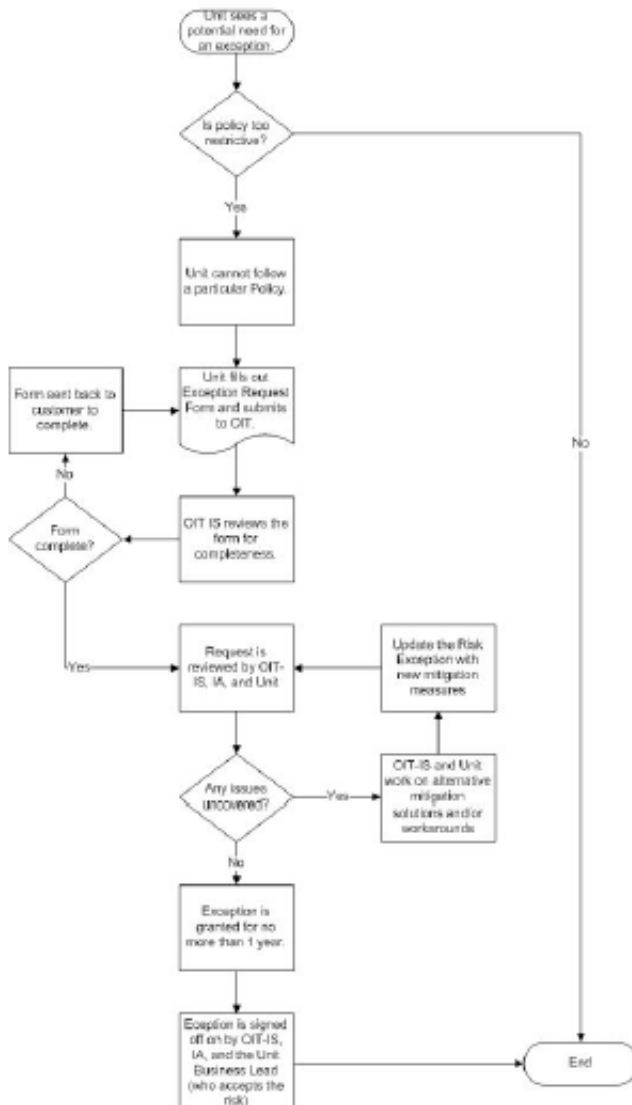 Unit sees a
potential need for
an exception.
Is policy too
restrictive?
Yes
No
Unit cannot follow
a particular Policy.
Unit fills out
Exception Request
Form and submits
to OIT.
Form sent back to
customer to
complete.
No
OIT IS reviews the
form for
completeness.
Form
complete?
Yes
Request is
reviewed by OIT-
IS, IA, and Unit
Update the Risk
Exception with
new mitigation
measures
Any issues
uncovered?
Yes
OIT-IS and Unit
work on alternative
mitigation
solutions and/or
workarounds
No
Exception is
granted for no
more than 1 year.
Eception is signed
off on by OIT-IS,
IA, and the Unit
Business Lead
(who accepts the
risk)
End